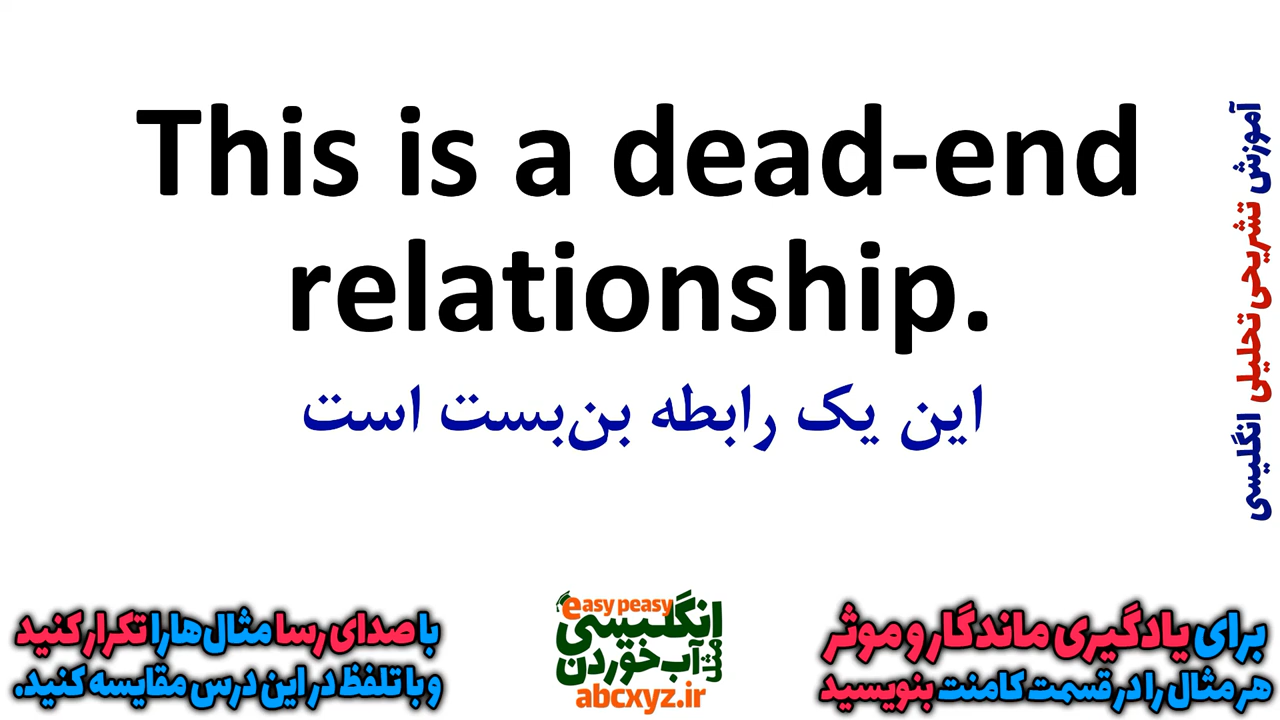 This is a dead-end
relationship.
این یک رابطه بن‌بست است
آموزش تشریحی تحلیلی انگلیسی
با صدای رسا مثال‌ها را تکرار کنید
و با تلفظ در این درس مقایسه کنید.
easy peasy
انگلیسی
مثل آب خوردن
abcxyz.ir
برای یادگیری ماندگار و موثر
هر مثال را در قسمت کامنت بنویسید